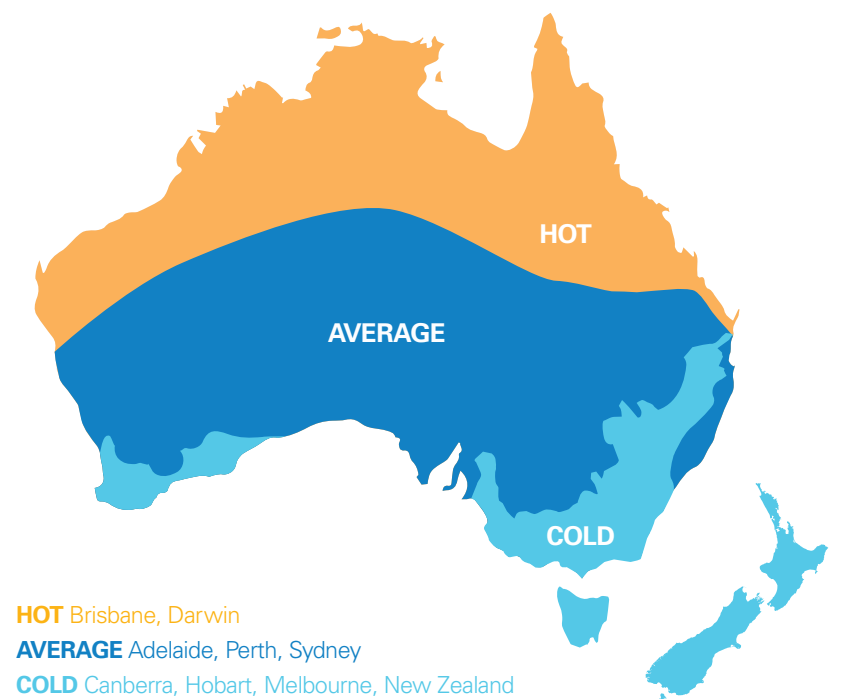 HOT
AVERAGE
COLD
HOT Brisbane, Darwin
AVERAGE Adelaide, Perth, Sydney
COLD Canberra, Hobart, Melbourne, New Zealand